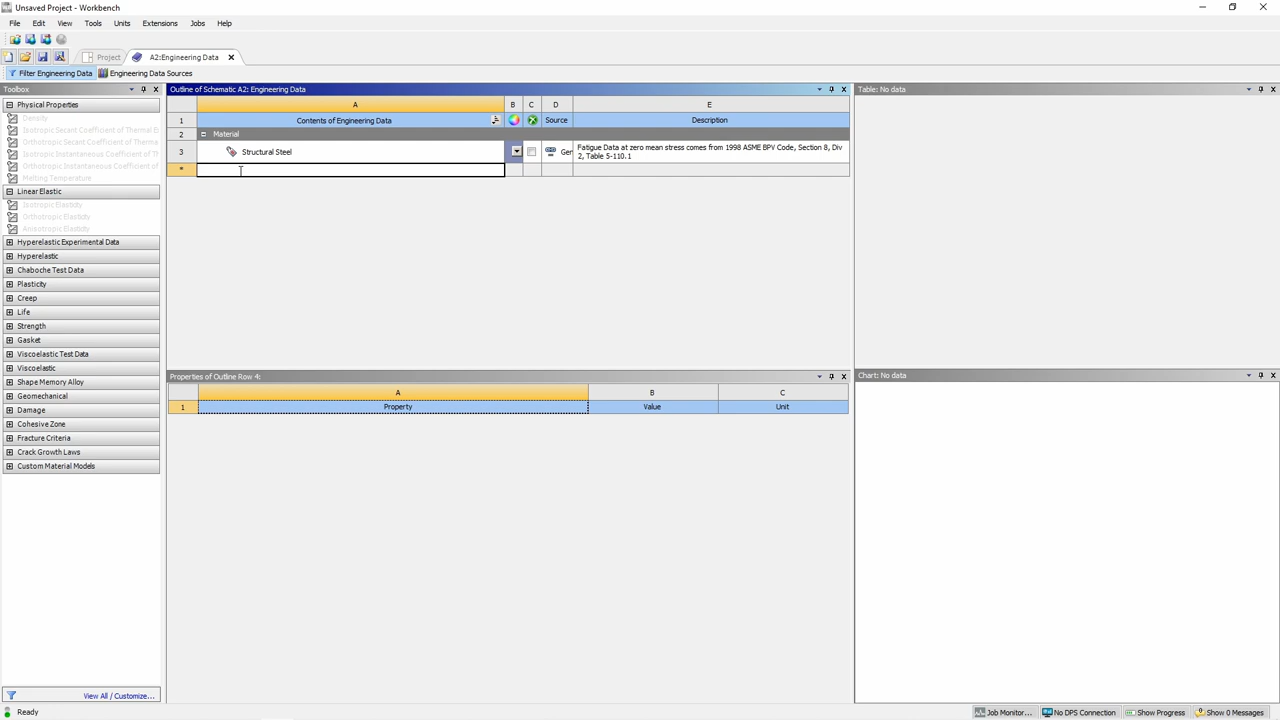 Unsaved Project - Workbench
File Edit View Tools Units Extensions Jobs Help
Project A2:Engineering Data
Filter Engineering Data Engineering Data Sources
Toolbox
Physical Properties
Density
Isotropic Secant Coefficient of Thermal E
Orthotropic Secant Coefficient of Therma
Isotropic Instantaneous Coefficient of T
Orthotropic Instantaneous Coefficient of
Melting Temperature
Linear Elastic
Isotropic Elasticity
Orthotropic Elasticity
Anisotropic Elasticity
Hyperelastic Experimental Data
Hyperelastic
Chaboche Test Data
Plasticity
Creep
Life
Strength
Gasket
Viscoelastic Test Data
Viscoelastic
Shape Memory Alloy
Geomechanical
Damage
Cohesive Zone
Fracture Criteria
Crack Growth Laws
Custom Material Models
View All / Customize...
Outline of Schematic A2: Engineering Data
A B C D E
1 Contents of Engineering Data Source Description
2 Material
3 Structural Steel Ger Fatigue Data at zero mean stress comes from 1998 ASME BPV Code, Section 8, Div
2, Table 5-110.1
*
Properties of Outline Row 4:
A B C
1 Property Value Unit
Table: No data
Chart: No data
Ready Job Monitor... No DPS Connection Show Progress Show 0 Messages